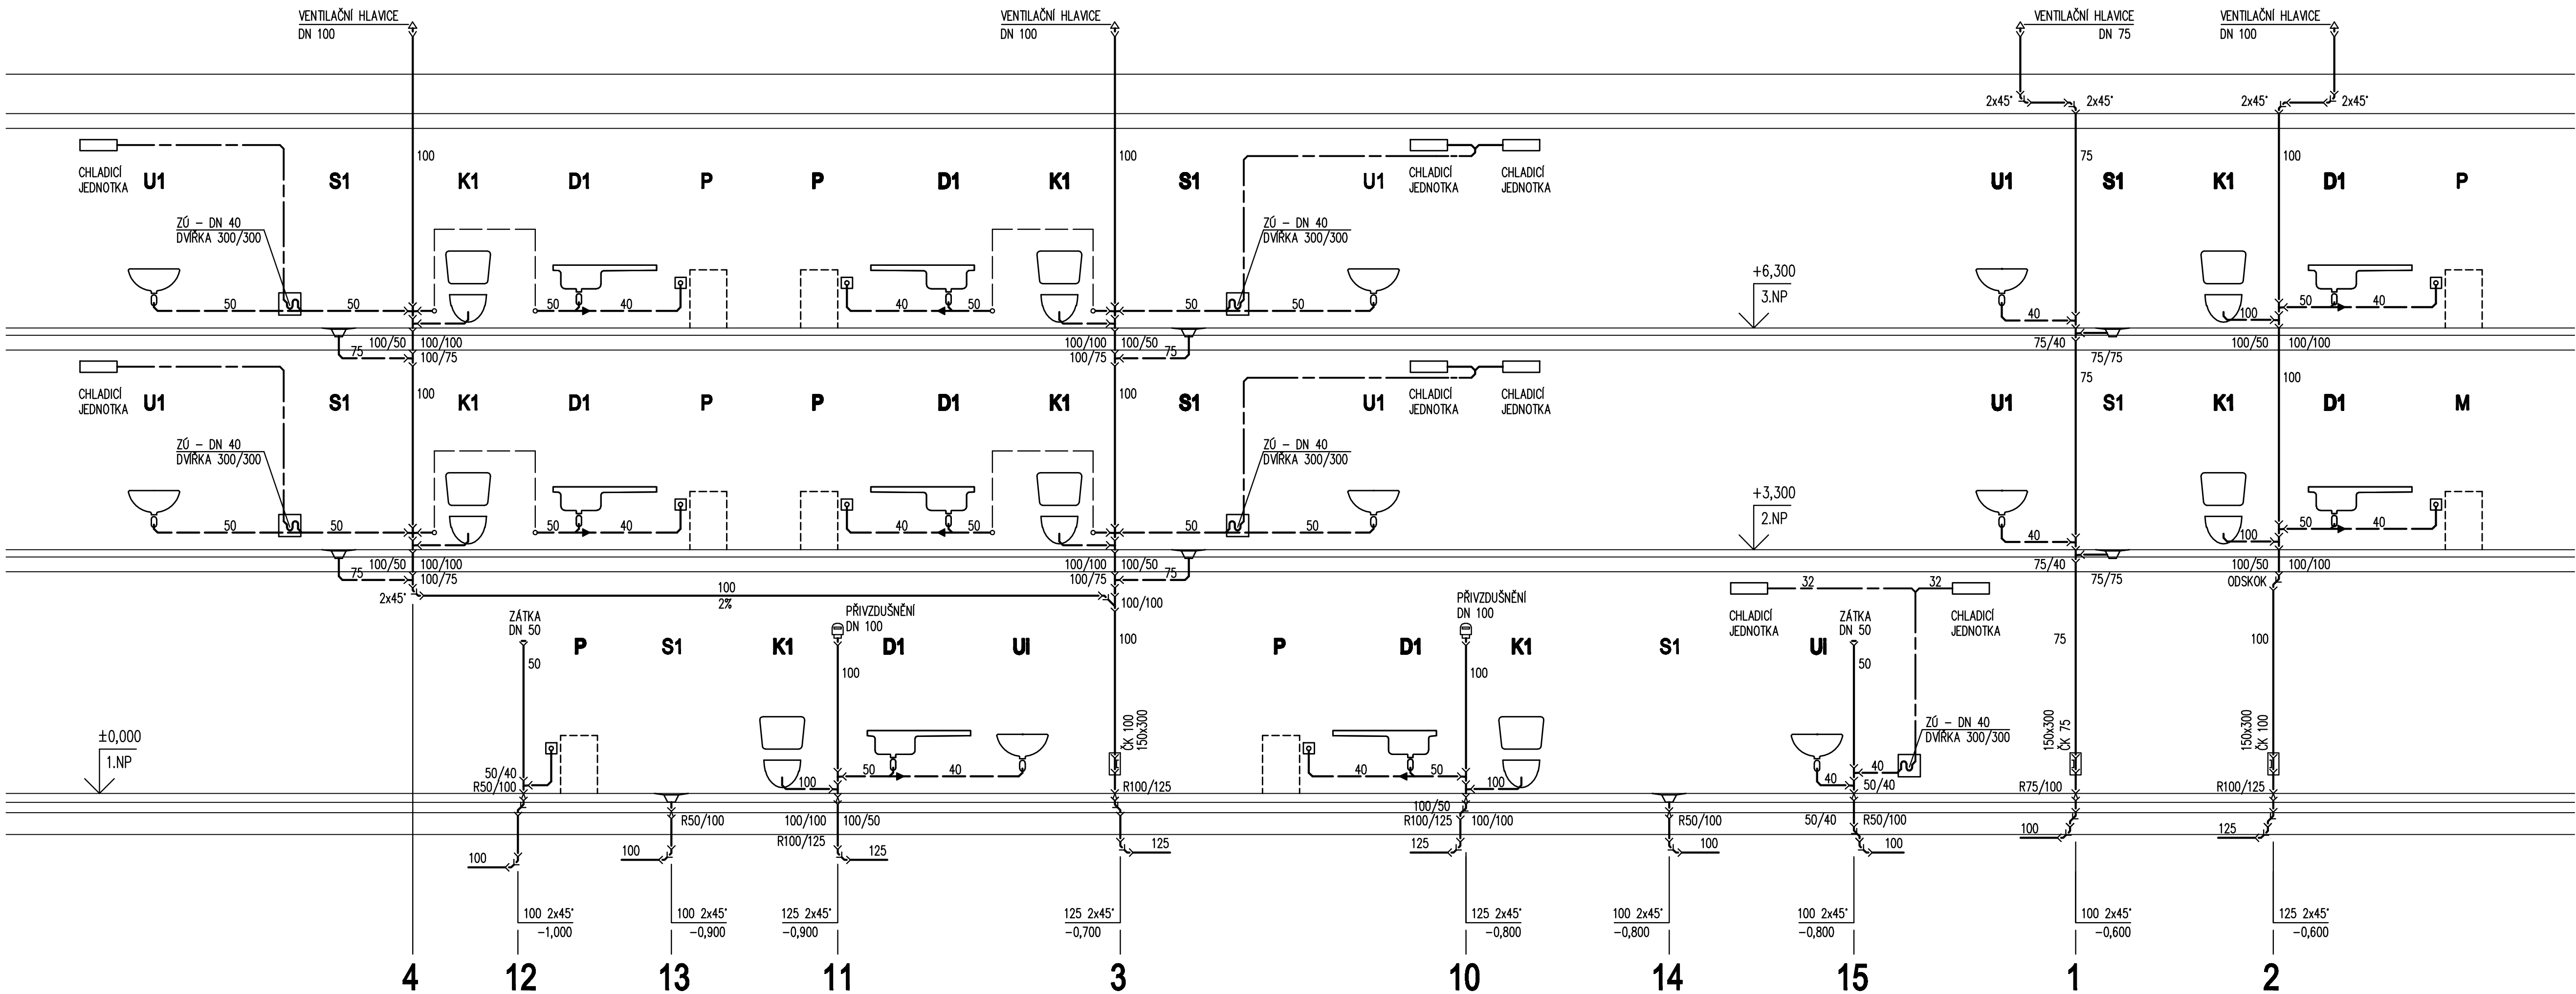 VENTILAČNÍ HLAVICE
DN 100
VENTILAČNÍ HLAVICE
DN 100
VENTILAČNÍ HLAVICE
DN 75
VENTILAČNÍ HLAVICE
DN 100
2x45° 2x45° 2x45° 2x45°
100 100 75 100
CHLADICÍ
JEDNOTKA
U1 S1 K1 D1 P P D1 K1 S1 U1
CHLADICÍ
JEDNOTKA
CHLADICÍ
JEDNOTKA
U1 S1 K1 D1 P
ZÚ – DN 40
DVÍŘKA 300/300
ZÚ – DN 40
DVÍŘKA 300/300
+6,300
3.NP
50 50 50 40 40 50 50 50 40 100 50 40
100/50 100/100
75 100/75
100/100 100/50
100/75 75
75/40 75/75
100/50 100/100
CHLADICÍ
JEDNOTKA
U1 S1 K1 D1 P P D1 K1 S1 U1
CHLADICÍ
JEDNOTKA
CHLADICÍ
JEDNOTKA
U1 S1 K1 D1 M
100 100 75 100
ZÚ – DN 40
DVÍŘKA 300/300
ZÚ – DN 40
DVÍŘKA 300/300
+3,300
2.NP
50 50 50 40 40 50 50 50 40 100 50 40
100/50 100/100
75 100/75
100/100 100/50
100/75 75
75/40 75/75
100/50 100/100
ODSKOK
2x45°
100
2%
100/100
ZÁTKA
DN 50
PŘIVZDUŠNĚNÍ
DN 100
PŘIVZDUŠNĚNÍ
DN 100
32 32
CHLADICÍ
JEDNOTKA
ZÁTKA
DN 50
CHLADICÍ
JEDNOTKA
P S1 K1 D1 UI P D1 K1 S1 UI
50 100 100 100 50 75 100
ČK 100
150x300
150x300
ČK 75
150x300
ČK 100
ZÚ – DN 40
DVÍŘKA 300/300
±0,000
1.NP
50/40
R50/100
100 50 40
R100/125
40 50 100
40 40
50/40
R75/100
R100/125
R50/100
100/100 100/50
R100/125
100/50
R100/125 100/100
R50/100
50/40 R50/100
100 100 125 125 125 100 100 100 125
100 2x45°
–1,000
100 2x45°
–0,900
125 2x45°
–0,900
125 2x45°
–0,700
125 2x45°
–0,800
100 2x45°
–0,800
100 2x45°
–0,800
100 2x45°
–0,600
125 2x45°
–0,600
4 12 13 11 3 10 14 15 1 2